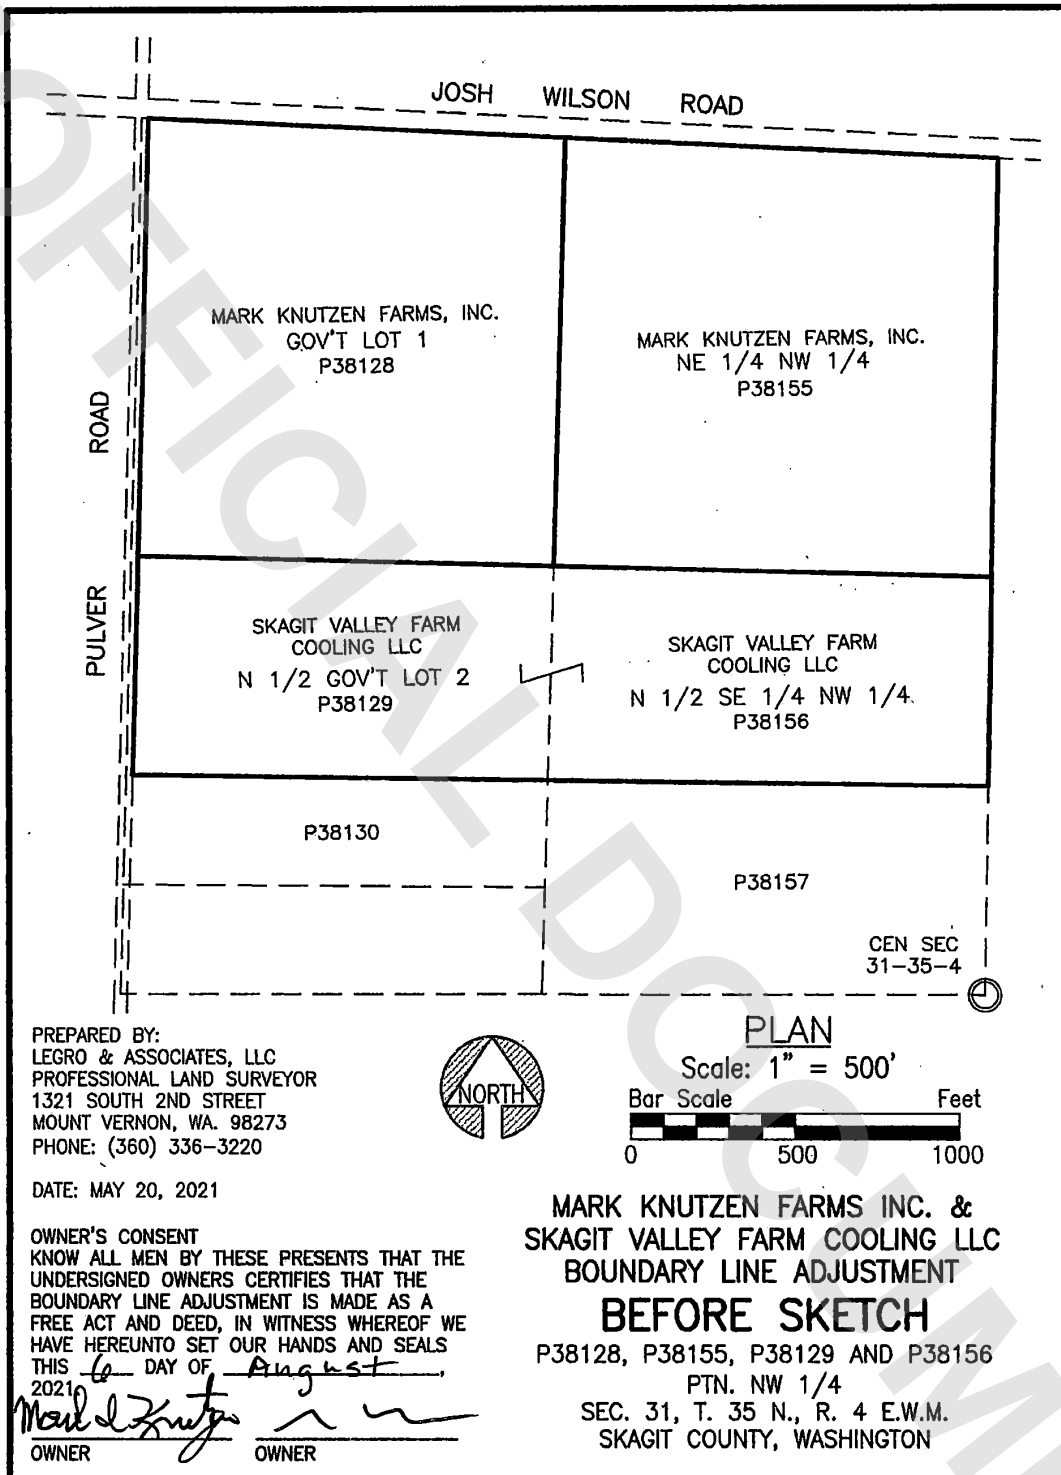 JOSH WILSON ROAD
MARK KNUTZEN FARMS, INC.
GOV'T LOT 1
P38128
MARK KNUTZEN FARMS, INC.
NE 1/4 NW 1/4
P38155
PULVER ROAD
SKAGIT VALLEY FARM
COOLING LLC
N 1/2 GOV'T LOT 2
P38129
SKAGIT VALLEY FARM
COOLING LLC
N 1/2 SE 1/4 NW 1/4
P38156
P38130
P38157
CEN SEC
31-35-4
PREPARED BY:
LEGRO & ASSOCIATES, LLC
PROFESSIONAL LAND SURVEYOR
1321 SOUTH 2ND STREET
MOUNT VERNON, WA. 98273
PHONE: (360) 336-3220
DATE: MAY 20, 2021
NORTH
PLAN
Scale: 1" = 500'
Bar Scale Feet
0 500 1000
OWNER'S CONSENT
KNOW ALL MEN BY THESE PRESENTS THAT THE
UNDERSIGNED OWNERS CERTIFIES THAT THE
BOUNDARY LINE ADJUSTMENT IS MADE AS A
FREE ACT AND DEED, IN WITNESS WHEREOF WE
HAVE HEREUNTO SET OUR HANDS AND SEALS
THIS 6 DAY OF August,
2021
OWNER OWNER
MARK KNUTZEN FARMS INC. &
SKAGIT VALLEY FARM COOLING LLC
BOUNDARY LINE ADJUSTMENT
BEFORE SKETCH
P38128, P38155, P38129 AND P38156
PTN. NW 1/4
SEC. 31, T. 35 N., R. 4 E.W.M.
SKAGIT COUNTY, WASHINGTON
OFFICIAL DOCUM